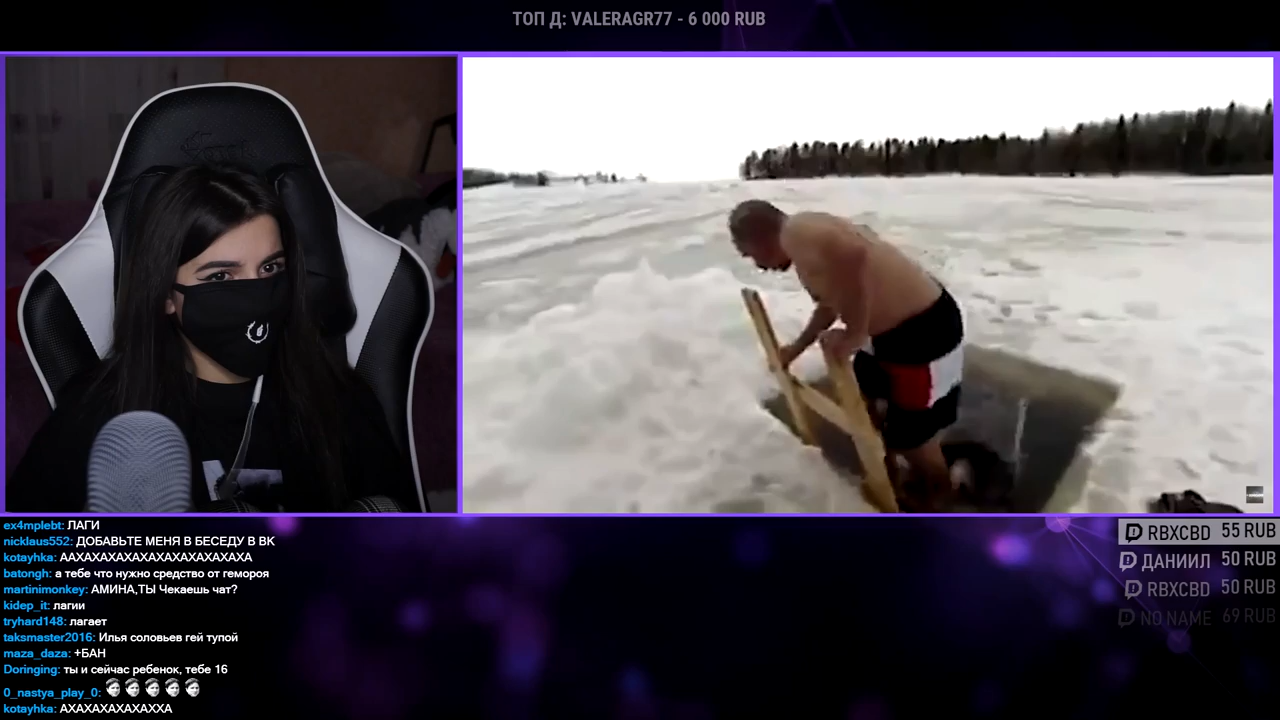 ТОП Д: VALERAGR77 - 6 000 RUB
ex4mplebt: ЛАГИ
nicklaus552: ДОБАВЬТЕ МЕНЯ В БЕСЕДУ В ВК
kotayhka: ААХАХАХАХАХАХАХАХАХАХА
batongh: а тебе что нужно средство от гемороя
martinimonkey: АМИНА,ТЫ Чекаешь чат?
kidep_it: лагии
tryhard148: лагает
taksmaster2016: Илья соловьев гей тупой
maza_daza: +БАН
Doringing: ты и сейчас ребенок, тебе 16
0_nastya_play_0:
kotayhka: АХАХАХАХАХАХХА
RBXCBD 55 RUB
ДАНИИЛ 50 RUB
RBXCBD 50 RUB
NO NAME 69 RUB